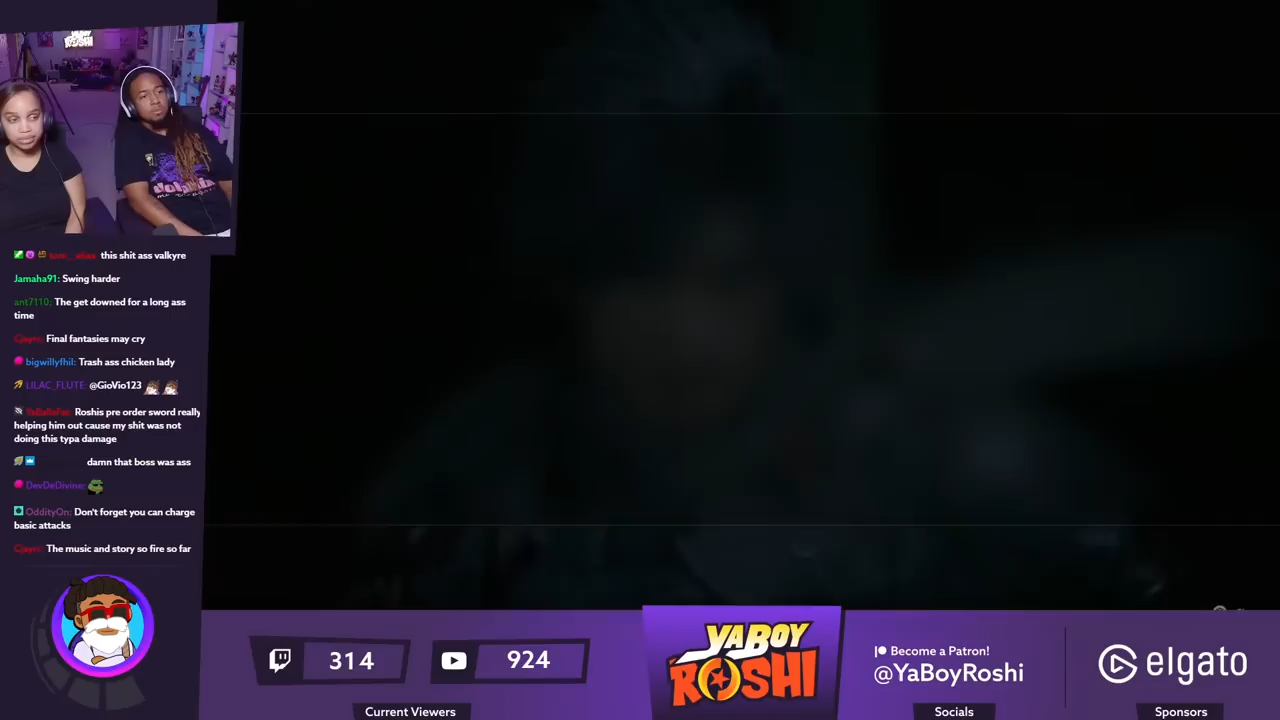 YABOY
ROSHI
this shit ass valkyre
Jamaha91: Swing harder
ant7110: The get downed for a long ass
time
Final fantasies may cry
bigwillyfhil: Trash ass chicken lady
LILAC_FLUTE: @GioVio123
Roshis pre order sword really
helping him out cause my shit was not
doing this typa damage
damn that boss was ass
DevDeDivine:
OddityOn: Don't forget you can charge
basic attacks
The music and story so fire so far
314
924
Current Viewers
YABOY
ROSHI
Become a Patron!
@YaBoyRoshi
Socials
elgato
Sponsors